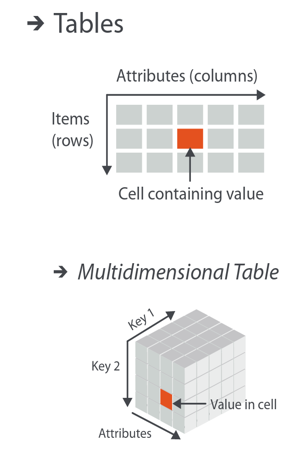 ➔ Tables
Attributes (columns)
Items
(rows)
Cell containing value
➔ Multidimensional Table
Key 1
Key 2
Value in cell
Attributes